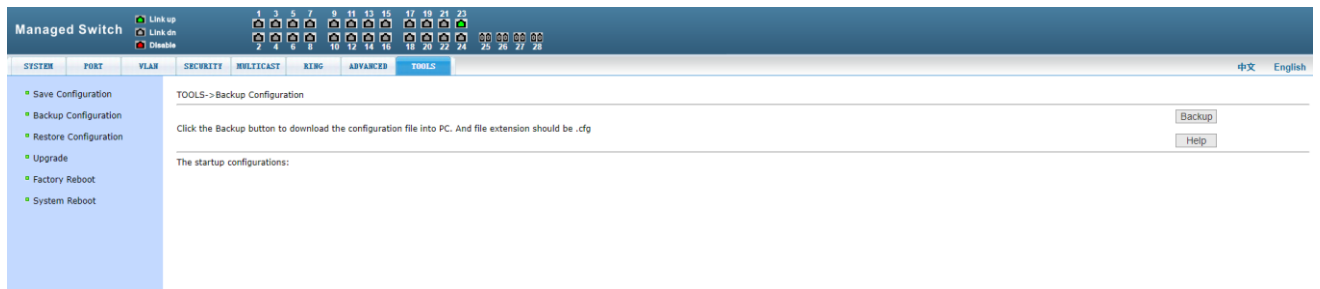 Managed Switch
Link up
Link dn
Disable
1 3 5 7 9 11 13 15 17 19 21 23
2 4 6 8 10 12 14 16 18 20 22 24 25 26 27 28
SYSTEM PORT VLAN SECURITY MULTICAST RING ADVANCED TOOLS 中文 English
Save Configuration
Backup Configuration
Restore Configuration
Upgrade
Factory Reboot
System Reboot
TOOLS->Backup Configuration
Click the Backup button to download the configuration file into PC. And file extension should be .cfg
Backup
Help
The startup configurations: